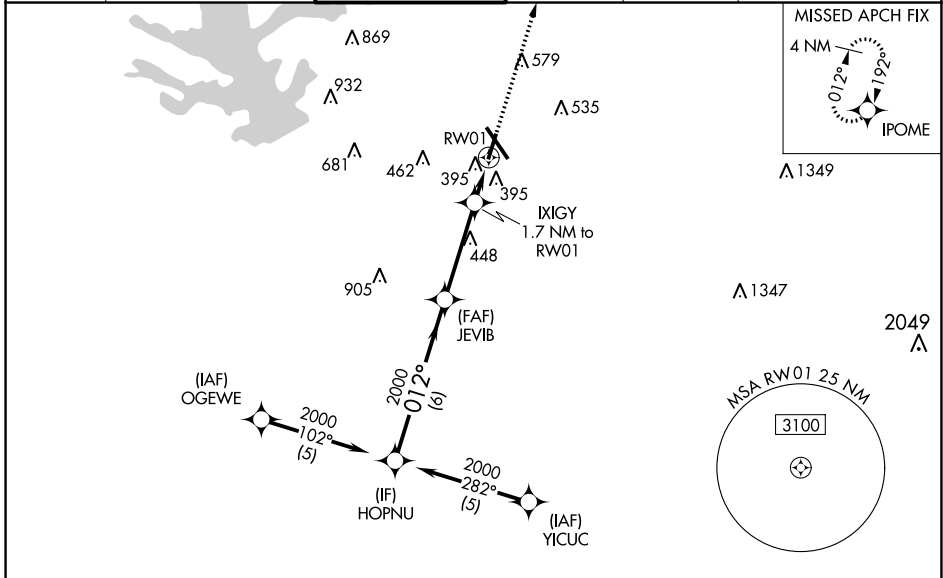 MISSED APCH FIX
4 NM
012°
192°
IPOME
869
579
932
535
RW01
681
462
395
395
1349
IXIGY
1.7 NM to
RW01
448
905
1347
(FAF)
JEVIB
2049
2000
012°
(6)
(IAF)
OGEWE
2000
102°
(5)
MSA RW01 25 NM
3100
2000
282°
(5)
(IF)
HOPNU
(IAF)
YICUC